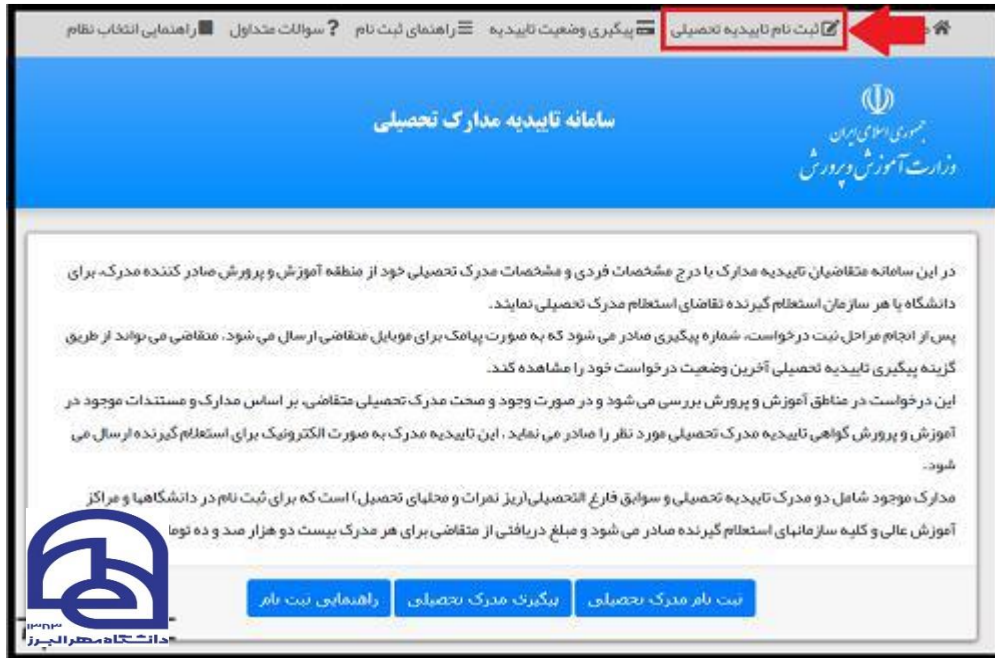 ثبت نام تاییدیه تحصیلی پیگیری وضعیت تاییدیه راهنمای ثبت نام سوالات متداول راهنمایی انتخاب نظام
جمهوری اسلامی ایران
وزارت آموزش و پرورش
سامانه تاییدیه مدارک تحصیلی
در این سامانه متقاضیان تاییدیه مدارک با درج مشخصات فردی و مشخصات مدرک تحصیلی خود از منطقه آموزش و پرورش صادر کننده مدرک، برای
دانشگاه یا هر سازمان استعلام گیرنده تقاضای استعلام مدرک تحصیلی نمایند.
پس از انجام مراحل ثبت درخواست، شماره پیگیری صادر می شود که به صورت پیامک برای موبایل متقاضی ارسال می شود. متقاضی می تواند از طریق
گزینه پیگیری تاییدیه تحصیلی آخرین وضعیت درخواست خود را مشاهده کند.
این درخواست در مناطق آموزش و پرورش بررسی می شود و در صورت وجود و صحت مدرک تحصیلی متقاضی، بر اساس مدارک و مستندات موجود در
آموزش و پرورش گواهی تاییدیه مدرک تحصیلی مورد نظر را صادر می نماید . این تاییدیه مدرک به صورت الکترونیک برای استعلام گیرنده ارسال می
شود.
مدارک موجود شامل دو مدرک تاییدیه تحصیلی و سوابق فارغ التحصیلی(ریز نمرات و محلهای تحصیل) است که برای ثبت نام در دانشگاهها و مراکز
آموزش عالی و کلیه سازمانهای استعلام گیرنده صادر می شود و مبلغ دریافتی از متقاضی برای هر مدرک بیست دو هزار صد و ده توما
ثبت نام مدرک تحصیلی پیگیری مدرک تحصیلی راهنمایی ثبت نام
۱۳۹۳
دانشگاه مهرالبرز